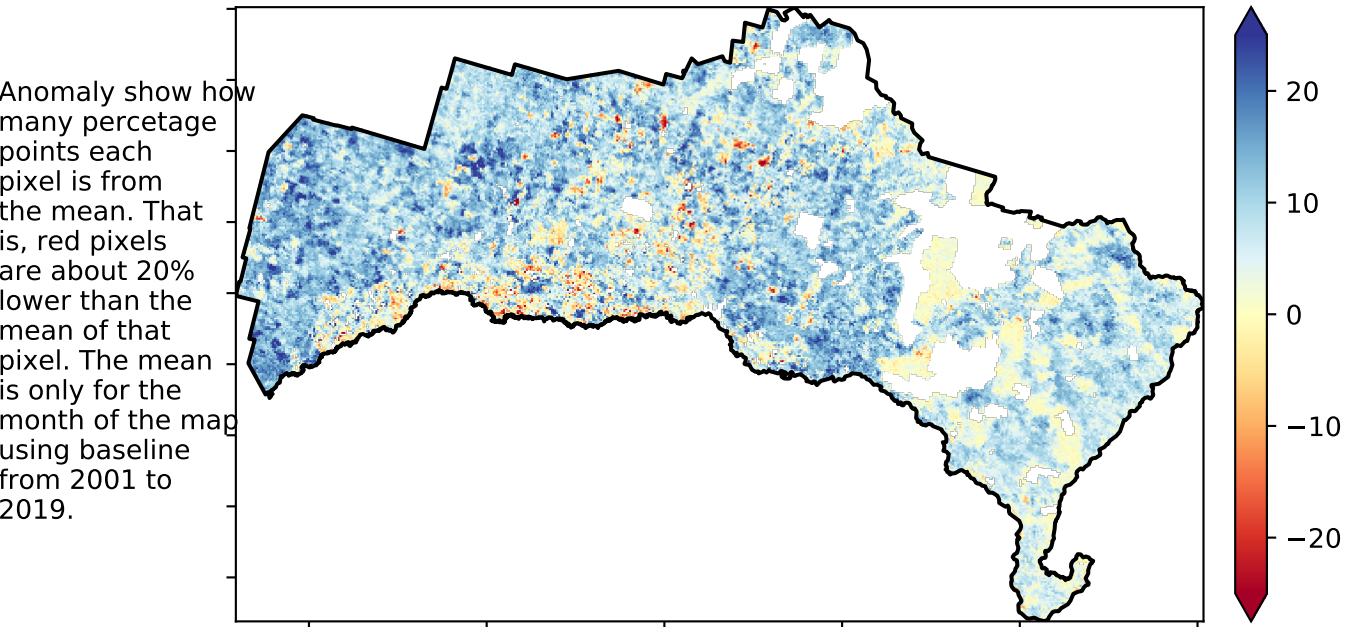 Anomaly show how
many percetage
points each
pixel is from
the mean. That
is, red pixels
are about 20%
lower than the
mean of that
pixel. The mean
is only for the
month of the map
using baseline
from 2001 to
2019.
20
10
0
−10
−20